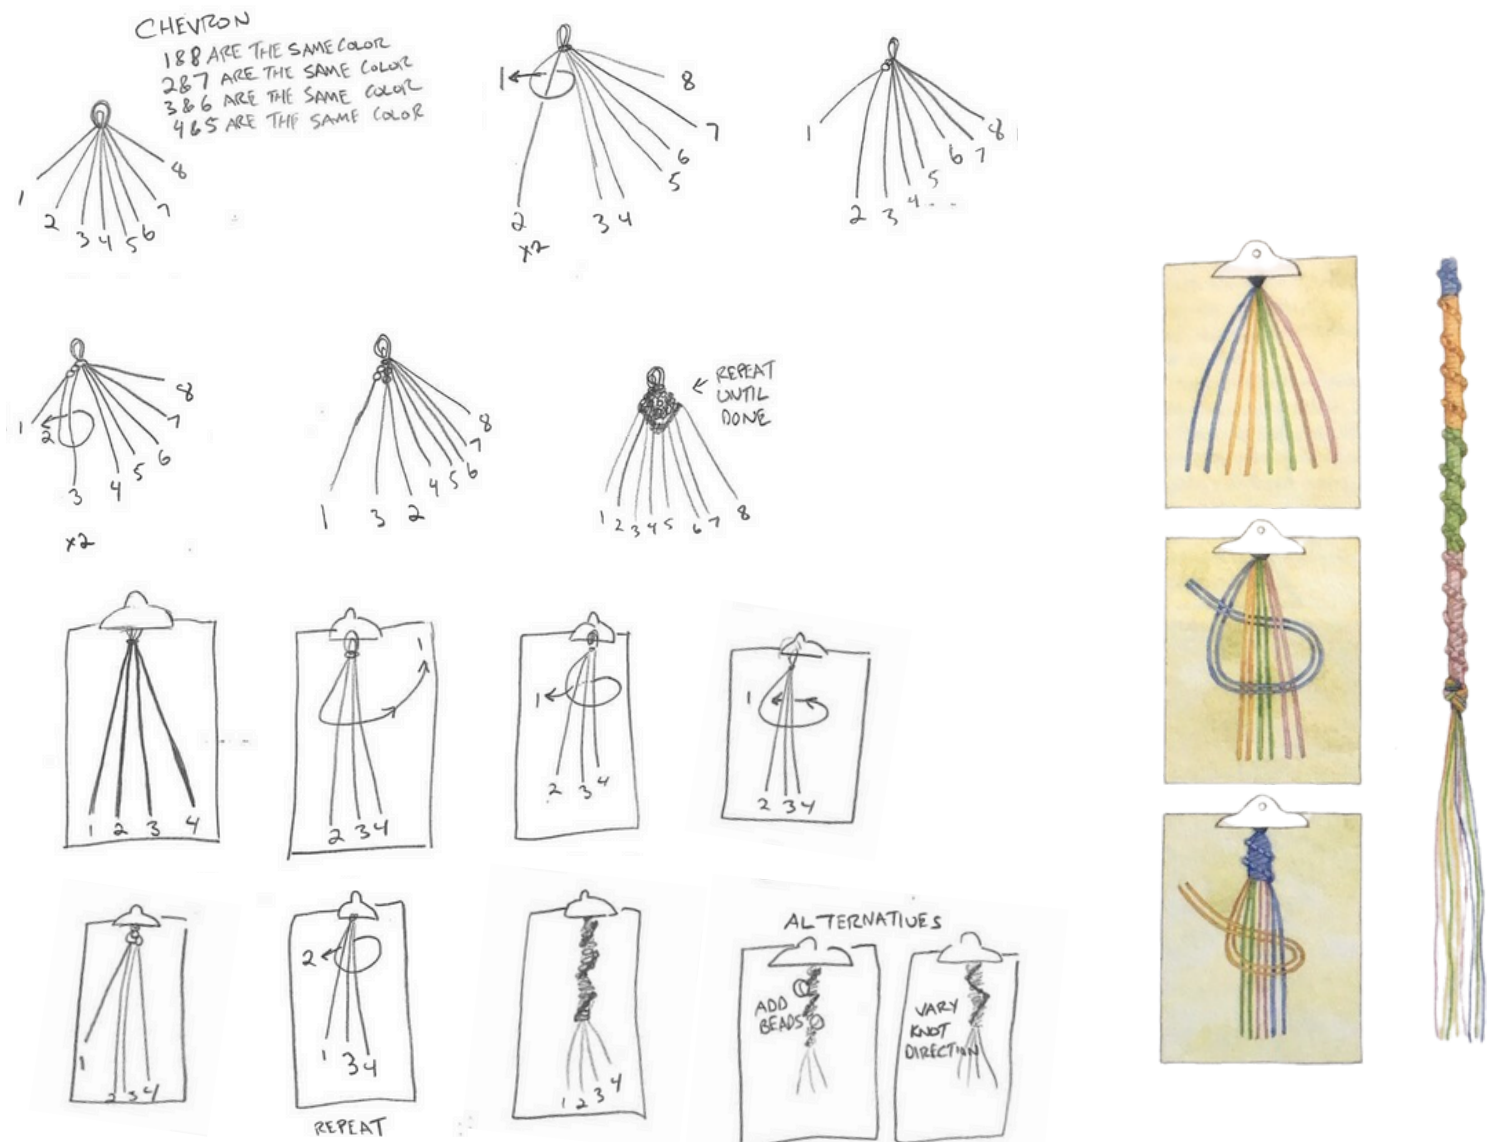 CHEVRON
1&8 ARE THE SAME COLOR
2&7 ARE THE SAME COLOR
3&6 ARE THE SAME COLOR
4&5 ARE THE SAME COLOR
1 2 3 4 5 6 7 8
1 2 3 4 5 6 7 8
x2
1 2 3 4 5 6 7 8
1 2 3 4 5 6 7 8
x2
1 3 2 4 5 6 7 8
REPEAT
UNTIL
DONE
1 2 3 4 5 6 7 8
1 2 3 4
1
2 3 4
1
2 3 4
1
2 3 4
1 2 3 4
2
1 3 4
REPEAT
1 2 3 4
ALTERNATIVES
ADD
BEADS
VARY
KNOT
DIRECTION